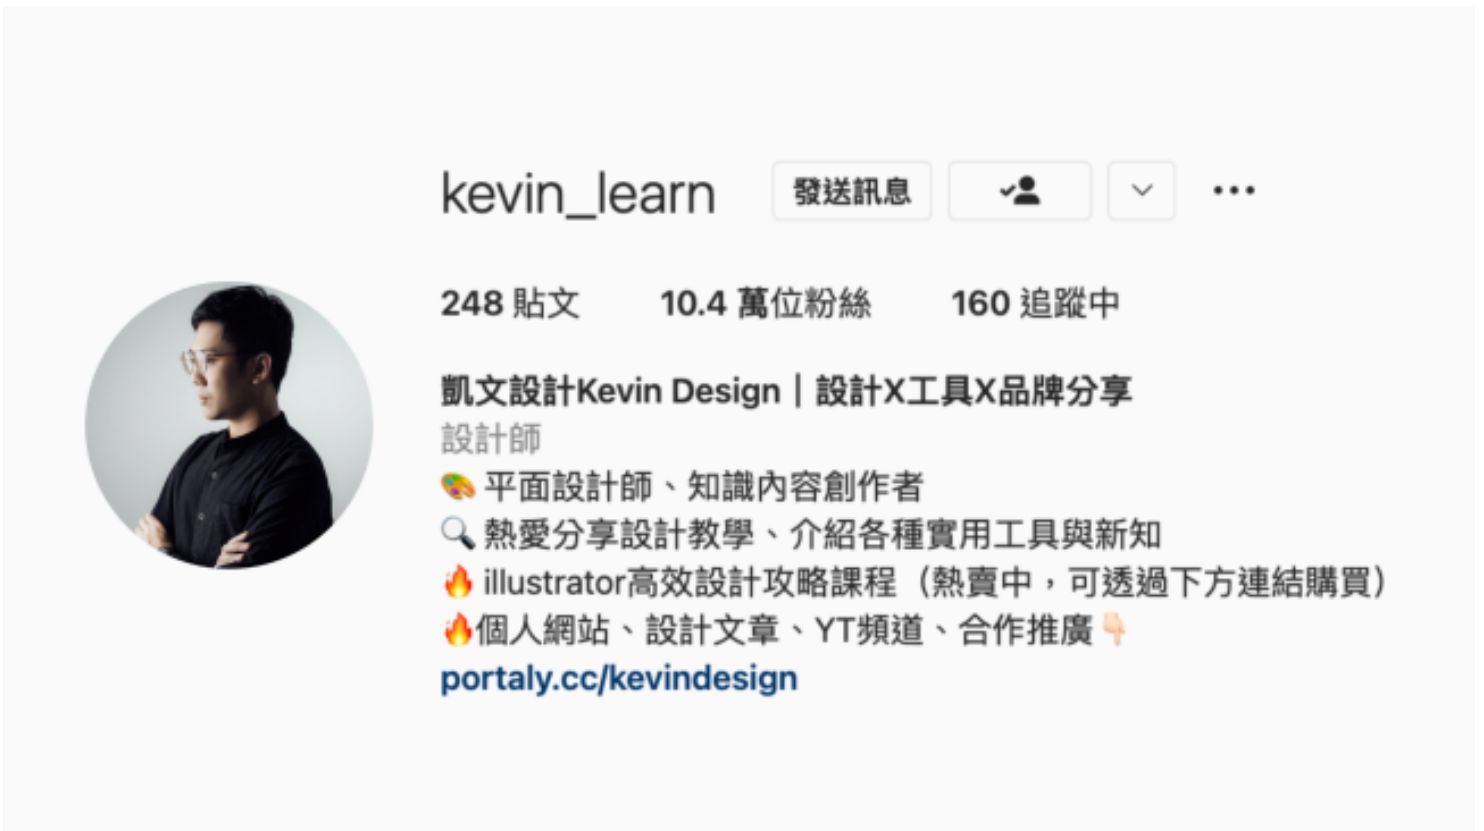 kevin_learn 發送訊息
248 貼文 10.4 萬位粉絲 160 追蹤中
凱文設計Kevin Design｜設計X工具X品牌分享
設計師
🎨 平面設計師、知識內容創作者
🔍 熱愛分享設計教學、介紹各種實用工具與新知
🔥 illustrator高效設計攻略課程（熱賣中，可透過下方連結購買）
🔥個人網站、設計文章、YT頻道、合作推廣👇🏻
portaly.cc/kevindesign